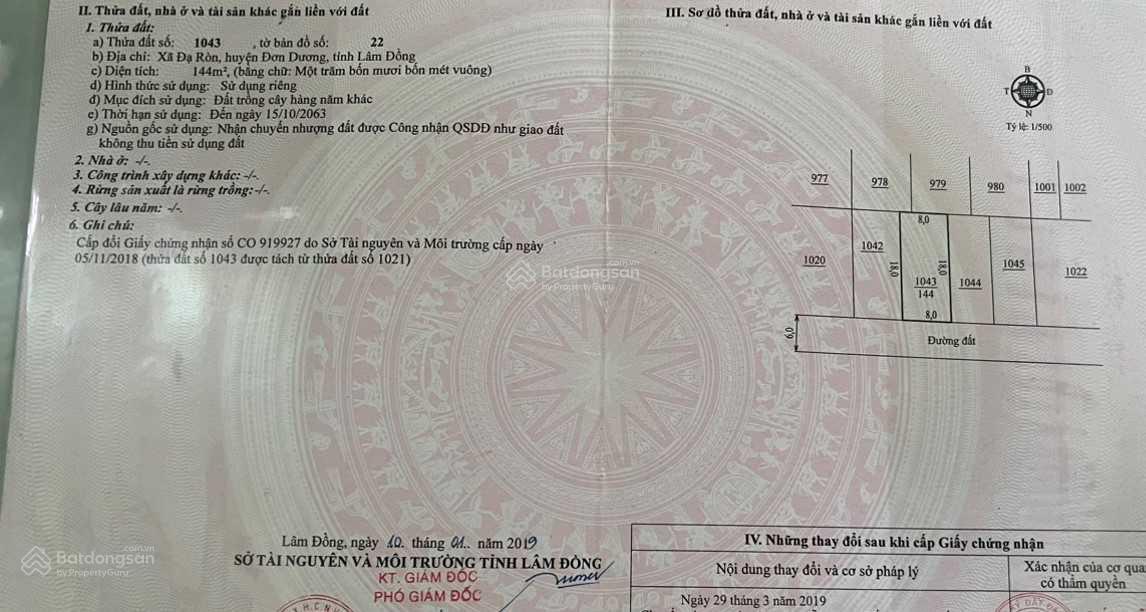 II. Thửa đất, nhà ở và tài sản khác gắn liền với đất
1. Thửa đất:
a) Thửa đất số: 1043 , tờ bản đồ số: 22
b) Địa chỉ: Xã Đạ Ròn, huyện Đơn Dương, tỉnh Lâm Đồng
c) Diện tích: 144m², (bằng chữ: Một trăm bốn mươi bốn mét vuông)
d) Hình thức sử dụng: Sử dụng riêng
đ) Mục đích sử dụng: Đất trồng cây hàng năm khác
e) Thời hạn sử dụng: Đến ngày 15/10/2063
g) Nguồn gốc sử dụng: Nhận chuyển nhượng đất được Công nhận QSDĐ như giao đất
không thu tiền sử dụng đất
2. Nhà ở: -/-.
3. Công trình xây dựng khác: -/-.
4. Rừng sản xuất là rừng trồng: -/-.
5. Cây lâu năm: -/-.
6. Ghi chú:
Cấp đổi Giấy chứng nhận số CO 919927 do Sở Tài nguyên và Môi trường cấp ngày
05/11/2018 (thửa đất số 1043 được tách từ thửa đất số 1021)
Lâm Đồng, ngày 10 tháng 01.. năm 2019
SỞ TÀI NGUYÊN VÀ MÔI TRƯỜNG TỈNH LÂM ĐỒNG
KT. GIÁM ĐỐC
PHÓ GIÁM ĐỐC
III. Sơ đồ thửa đất, nhà ở và tài sản khác gắn liền với đất
B
T Đ
N
Tỷ lệ: 1/500
977 978 979 980 1001 1002
8,0
1020 1042 18,0 1043 144 18,0 1044 1045 1022
8,0
6,0
Đường đất
IV. Những thay đổi sau khi cấp Giấy chứng nhận
Nội dung thay đổi và cơ sở pháp lý
Xác nhận của cơ qua
có thẩm quyền
Ngày 29 tháng 3 năm 2019
Batdongsan.com.vn
by PropertyGuru
Batdongsan.com.vn
by PropertyGuru